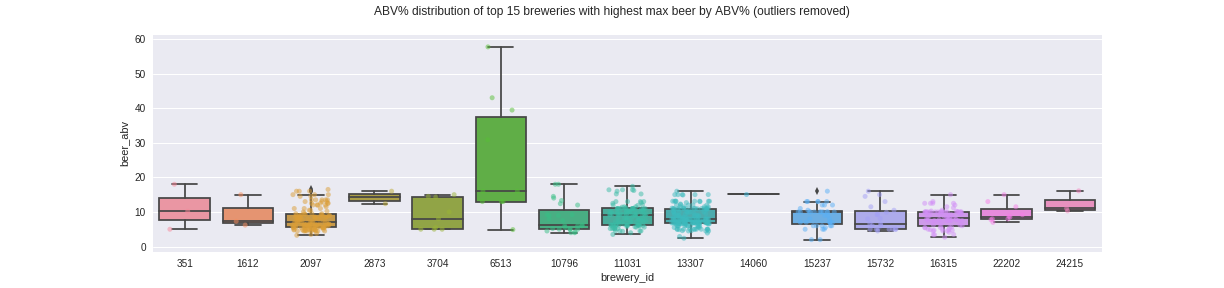 ABV% distribution of top 15 breweries with highest max beer by ABV% (outliers removed)
60
50
40
30
20
10
0
beer_abv
351 1612 2097 2873 3704 6513 10796 11031 13307 14060 15237 15732 16315 22202 24215
brewery_id